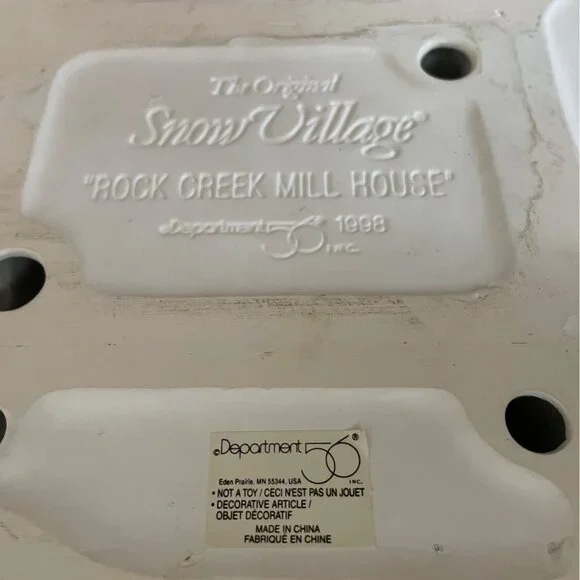 The Original
Snow Village®
"ROCK CREEK MILL HOUSE"
©Department 56® 1998
INC.
©Department 56®
INC.
Eden Prairie, MN 55344, USA
• NOT A TOY / CECI N'EST PAS UN JOUET
• DECORATIVE ARTICLE /
OBJET DÉCORATIF
MADE IN CHINA
FABRIQUÉ EN CHINE